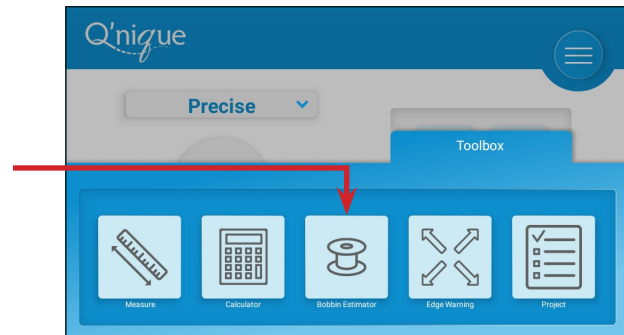 Q'nique
Precise
Toolbox
Measure
Calculator
Bobbin Estimator
Edge Warning
Project